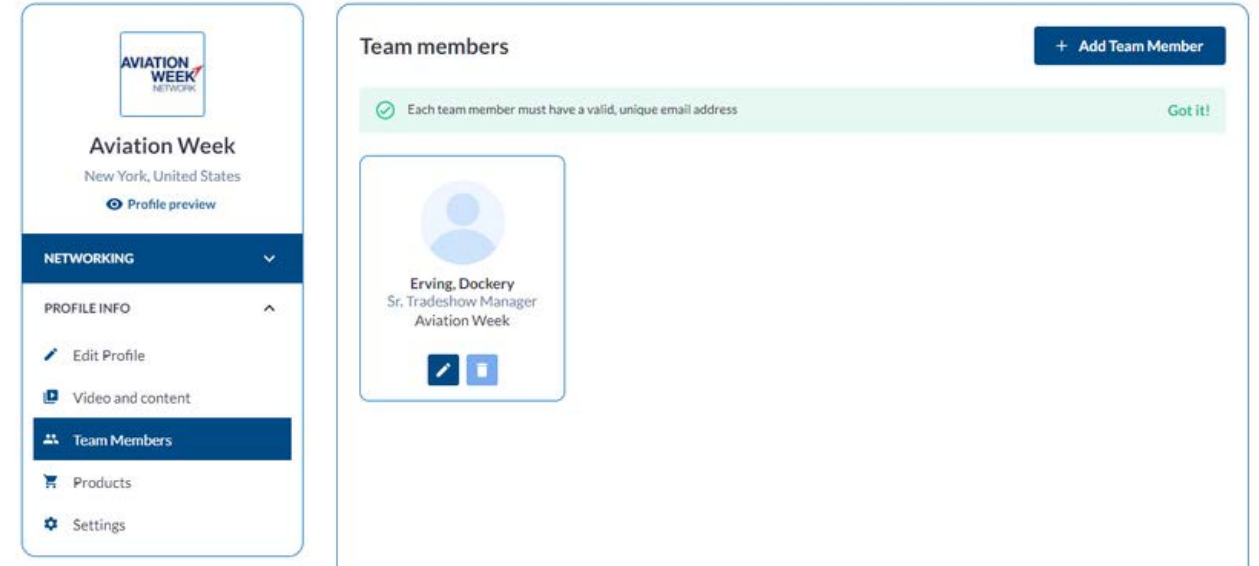 AVIATION
WEEK
NETWORK
Aviation Week
New York, United States
Profile preview
NETWORKING
PROFILE INFO
Edit Profile
Video and content
Team Members
Products
Settings
Team members
+ Add Team Member
Each team member must have a valid, unique email address
Got it!
Erving, Dockery
Sr. Tradeshow Manager
Aviation Week